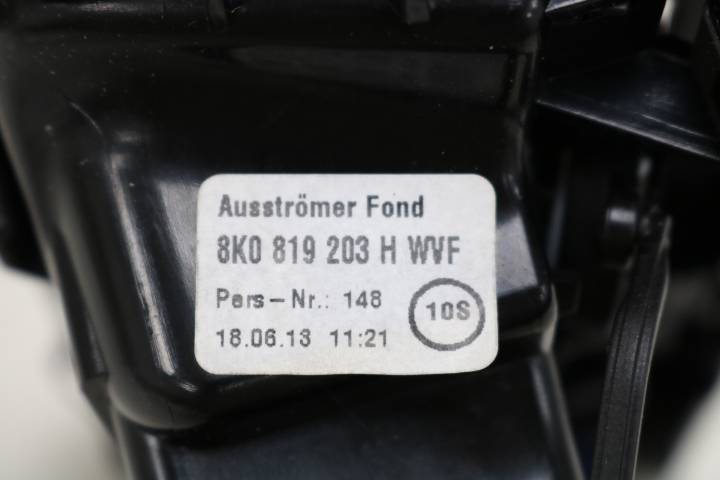 Ausströmer Fond
8K0 819 203 H WVF
Pers-Nr.: 148
10S
18.06.13 11:21